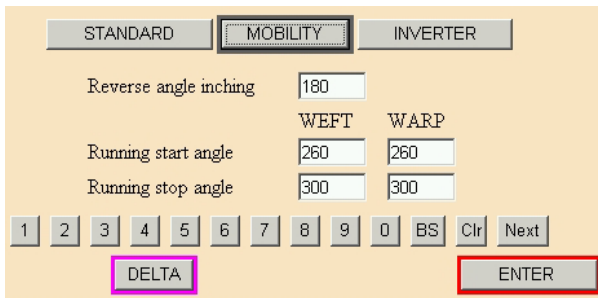 STANDARD MOBILITY INVERTER
Reverse angle inching 180
WEFT WARP
Running start angle 260 260
Running stop angle 300 300
1 2 3 4 5 6 7 8 9 0 BS Clr Next
DELTA ENTER